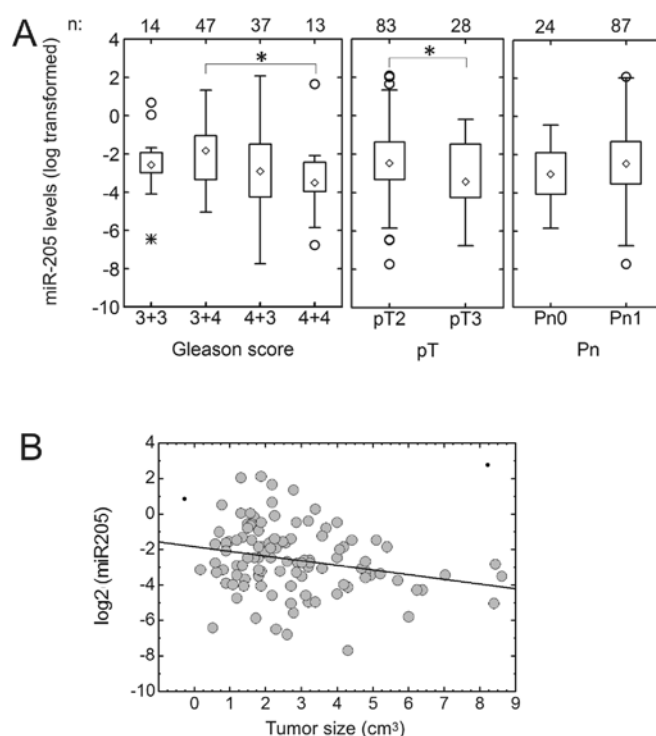 A
n: 14 47 37 13 83 28 24 87
miR-205 levels (log transformed)
4
2
0
-2
-4
-6
-8
-10
*
*
3+3 3+4 4+3 4+4 pT2 pT3 Pn0 Pn1
Gleason score pT Pn
B
log2 (miR205)
4
2
0
-2
-4
-6
-8
-10
0 1 2 3 4 5 6 7 8 9
Tumor size (cm³)